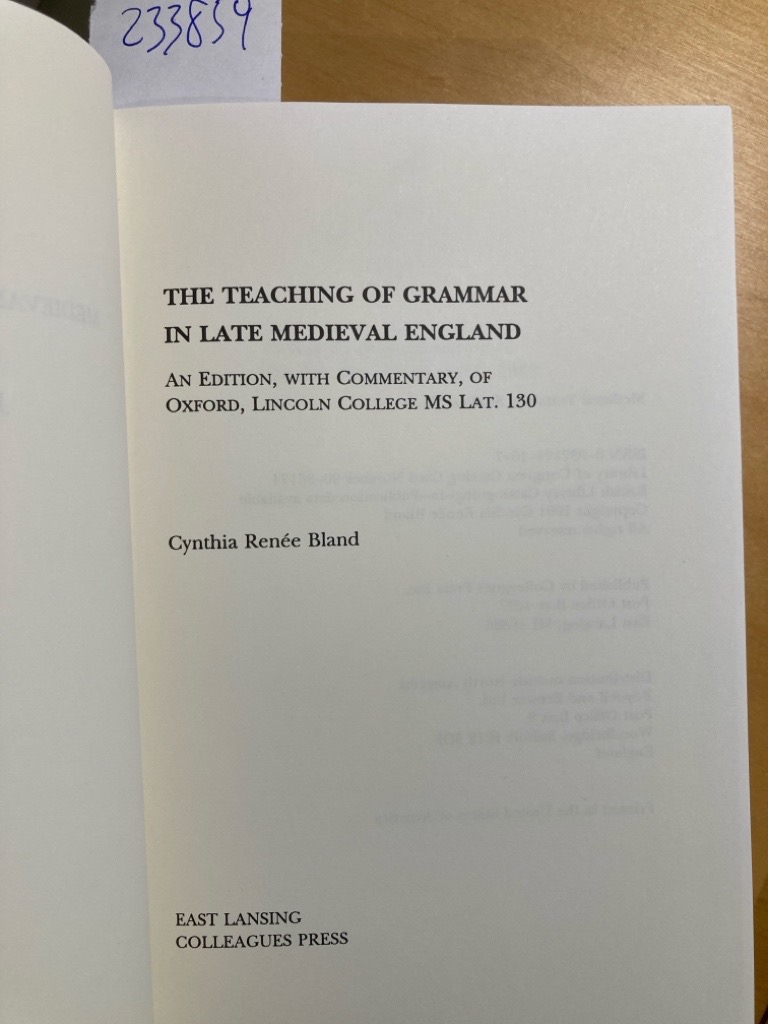 233859
THE TEACHING OF GRAMMAR
IN LATE MEDIEVAL ENGLAND
AN EDITION, WITH COMMENTARY, OF
OXFORD, LINCOLN COLLEGE MS LAT. 130
Cynthia Renée Bland
EAST LANSING
COLLEAGUES PRESS